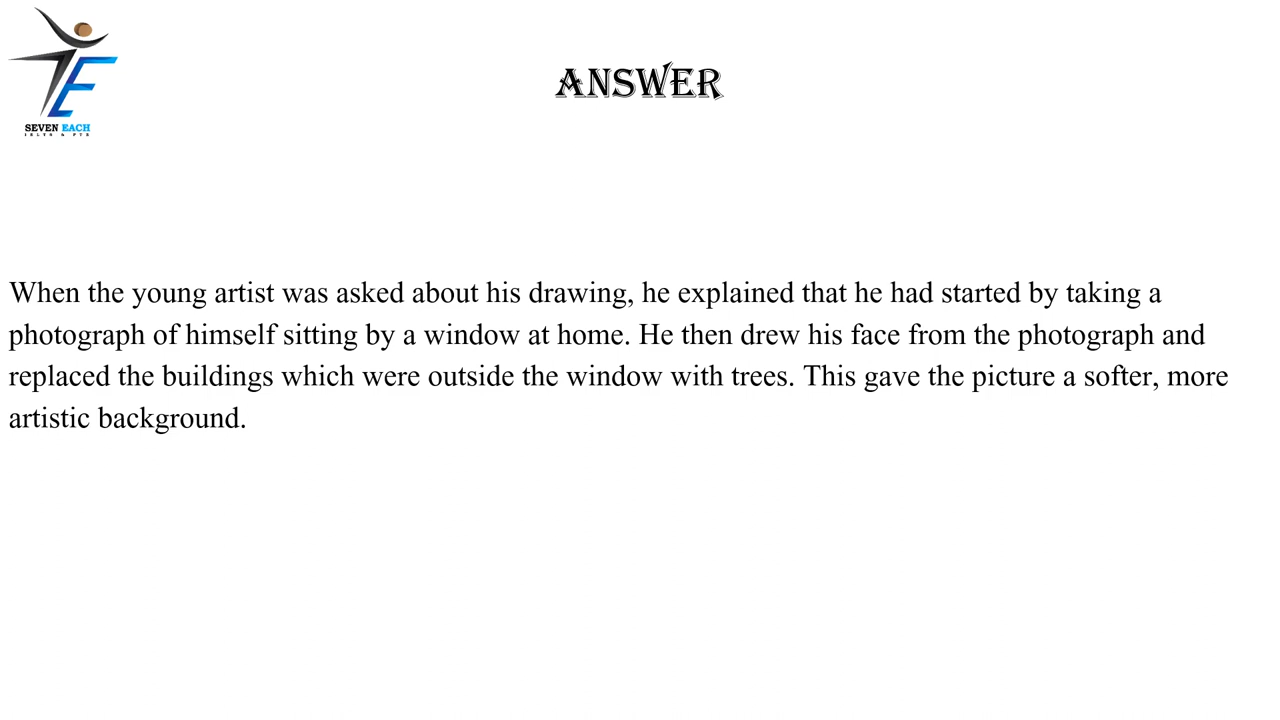 SEVEN EACH
IELTS & PTE
ANSWER
When the young artist was asked about his drawing, he explained that he had started by taking a
photograph of himself sitting by a window at home. He then drew his face from the photograph and
replaced the buildings which were outside the window with trees. This gave the picture a softer, more
artistic background.